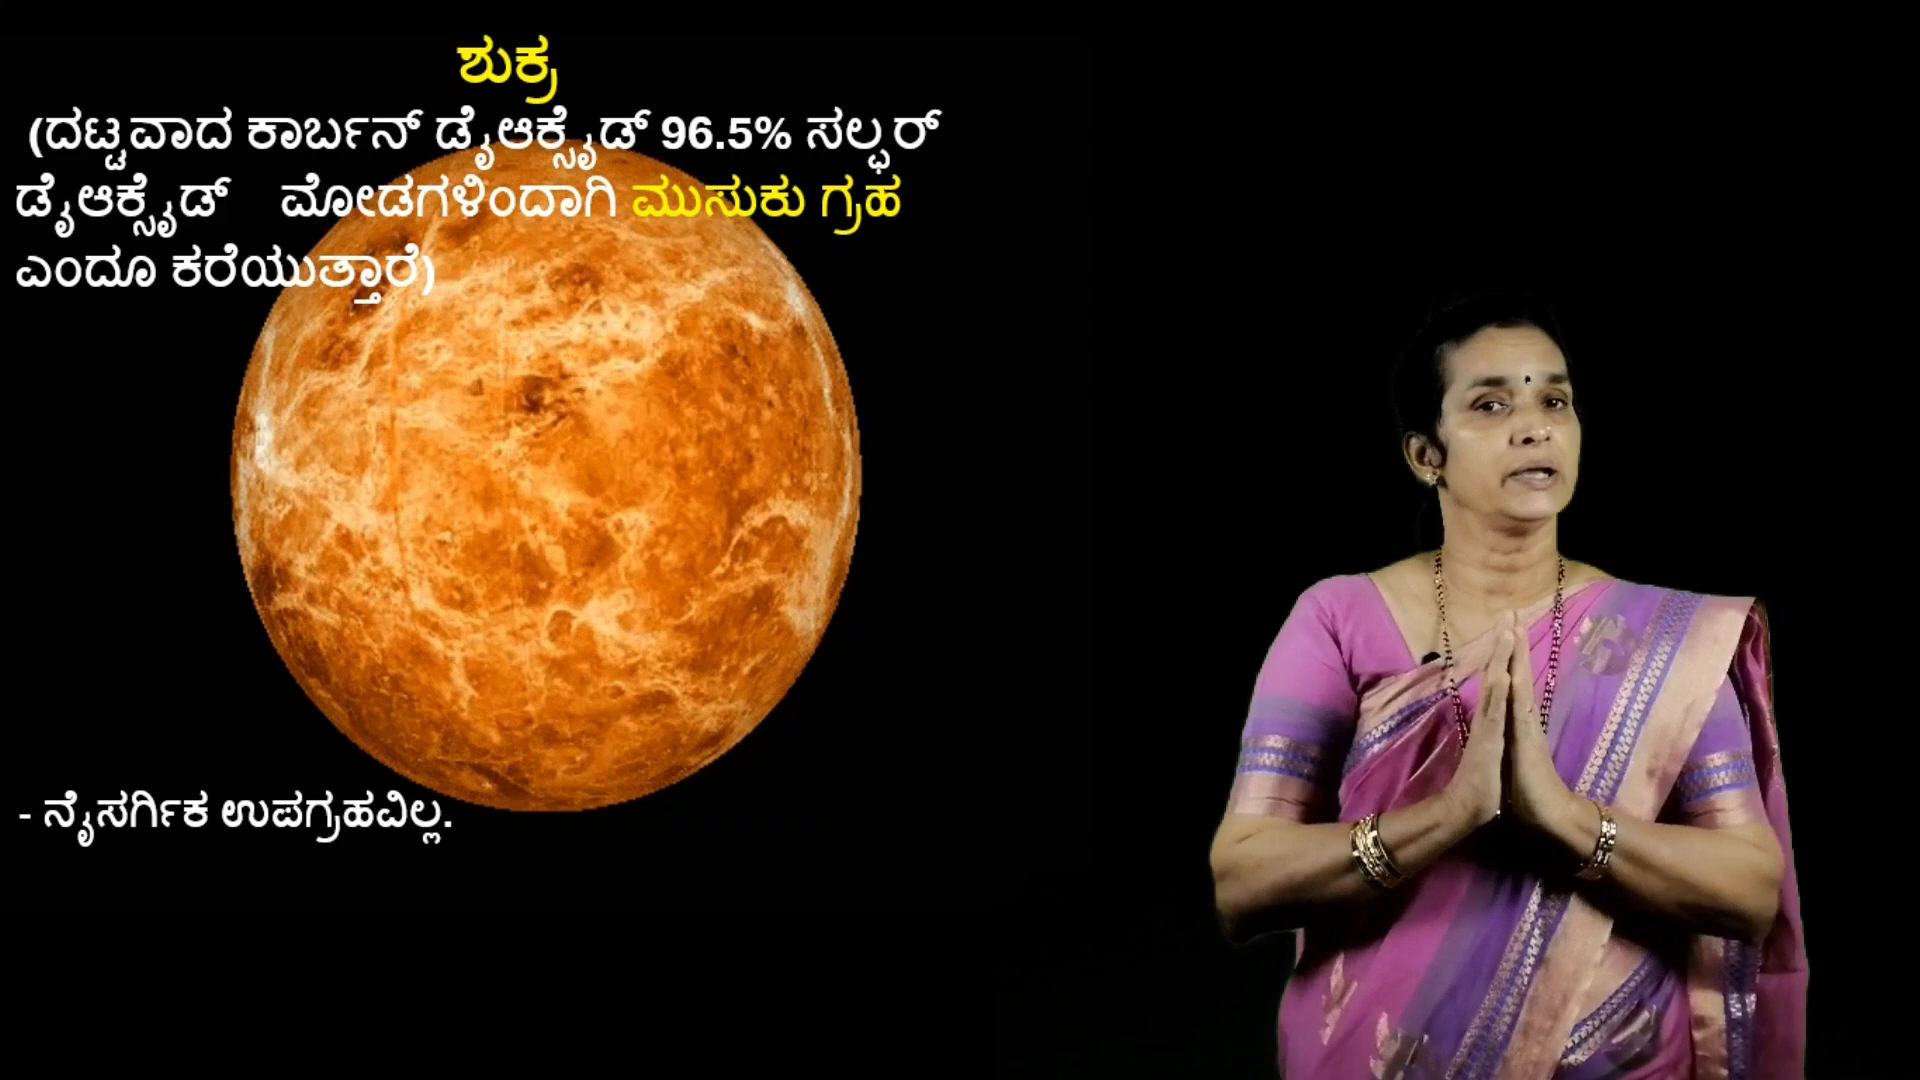 ಶುಕ್ರ
(ದಟ್ಟವಾದ ಕಾರ್ಬನ್ ಡೈಆಕ್ಸೈಡ್ 96.5% ಸಲ್ಫರ್
ಡೈಆಕ್ಸೈಡ್ ಮೋಡಗಳಿಂದಾಗಿ ಮುಸುಕು ಗ್ರಹ
ಎಂದೂ ಕರೆಯುತ್ತಾರೆ)
- ನೈಸರ್ಗಿಕ ಉಪಗ್ರಹವಿಲ್ಲ.